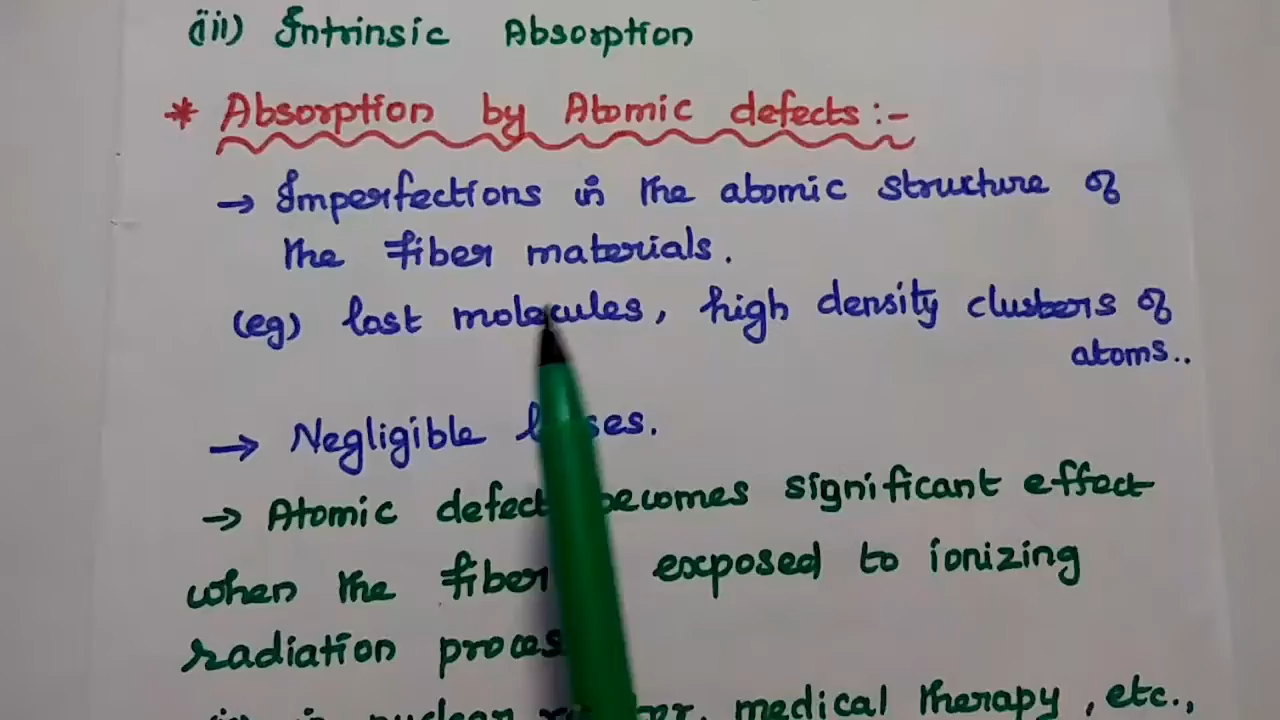 (iii) Intrinsic Absorption
* Absorption by Atomic defects :-
→ Imperfections in the atomic structure of
the fiber materials.
(eg) lost molecules, high density clusters of
atoms..
→ Negligible
→ Atomic defect becomes significant effect
when the fiber exposed to ionizing
radiation
medical therapy, etc.,